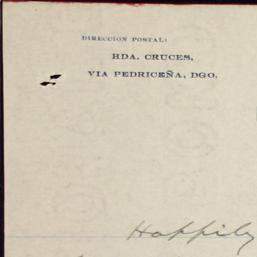 DIRECCION POSTAL:
HDA. CRUCES,
VIA PEDRICEÑA, DGO.
Happily